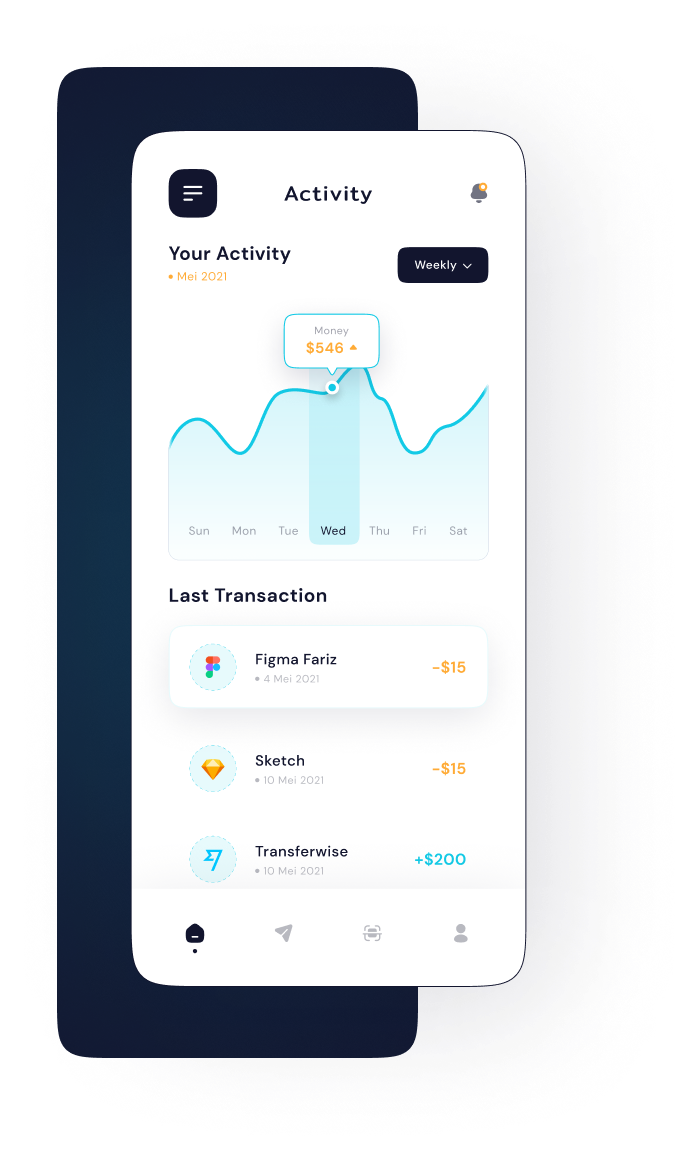 Activity
Your Activity
Mei 2021
Weekly
Money
$546
Sun Mon Tue Wed Thu Fri Sat
Last Transaction
Figma Fariz
4 Mei 2021
-$15
Sketch
10 Mei 2021
-$15
Transferwise
10 Mei 2021
+$200